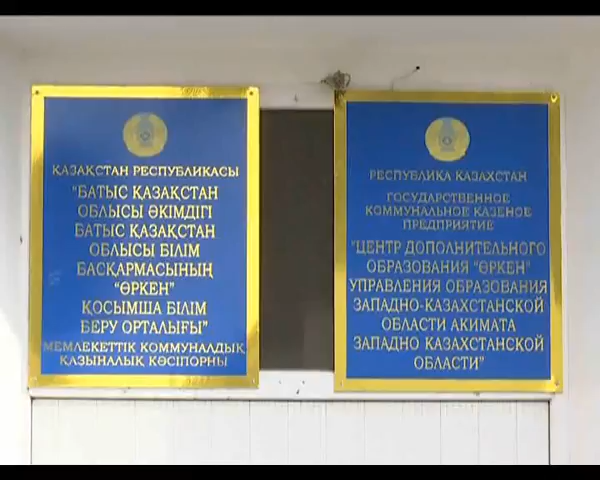 ҚАЗАҚСТАН РЕСПУБЛИКАСЫ
"БАТЫС ҚАЗАҚСТАН
ОБЛЫСЫ ӘКІМДІГІ
БАТЫС ҚАЗАҚСТАН
ОБЛЫСЫ БІЛІМ
БАСҚАРМАСЫНЫҢ
"ӨРКЕН"
ҚОСЫМША БІЛІМ
БЕРУ ОРТАЛЫҒЫ"
МЕМЛЕКЕТТІК КОММУНАЛДЫҚ
ҚАЗЫНАЛЫҚ КӘСІПОРНЫ
РЕСПУБЛИКА КАЗАХСТАН
ГОСУДАРСТВЕННОЕ
КОММУНАЛЬНОЕ КАЗЕНОЕ
ПРЕДПРИЯТИЕ
"ЦЕНТР ДОПОЛНИТЕЛЬНОГО
ОБРАЗОВАНИЯ "ӨРКЕН"
УПРАВЛЕНИЯ ОБРАЗОВАНИЯ
ЗАПАДНО-КАЗАХСТАНСКОЙ
ОБЛАСТИ АКИМАТА
ЗАПАДНО КАЗАХСТАНСКОЙ
ОБЛАСТИ"